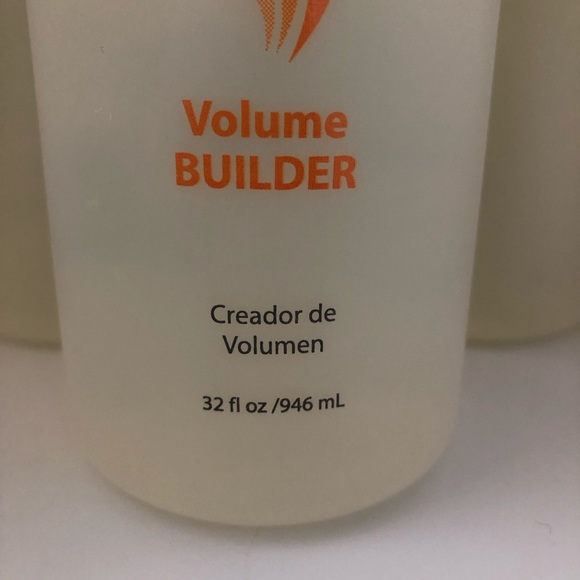 Volume
BUILDER
Creador de
Volumen
32 fl oz /946 mL